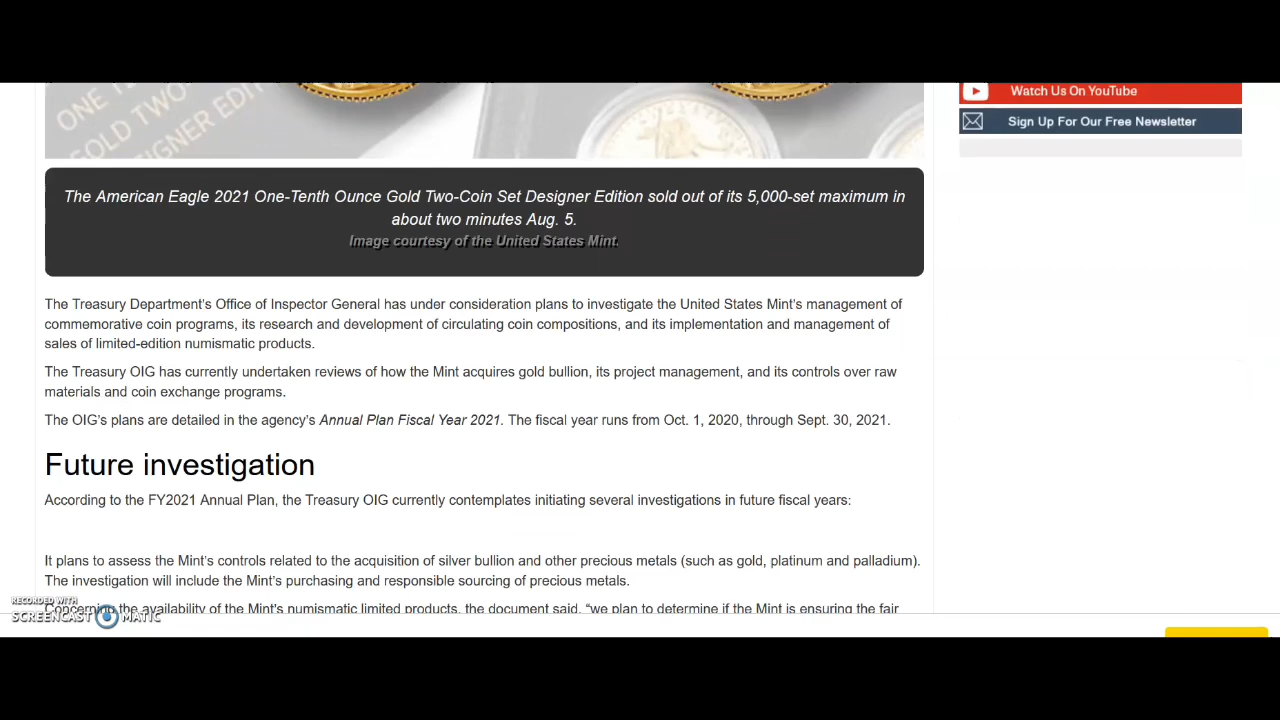 ONE T
GOLD TWO
SIGNER EDIT
Watch Us On YouTube
Sign Up For Our Free Newsletter
The American Eagle 2021 One-Tenth Ounce Gold Two-Coin Set Designer Edition sold out of its 5,000-set maximum in
about two minutes Aug. 5.
Image courtesy of the United States Mint.
The Treasury Department's Office of Inspector General has under consideration plans to investigate the United States Mint's management of
commemorative coin programs, its research and development of circulating coin compositions, and its implementation and management of
sales of limited-edition numismatic products.
The Treasury OIG has currently undertaken reviews of how the Mint acquires gold bullion, its project management, and its controls over raw
materials and coin exchange programs.
The OIG's plans are detailed in the agency's Annual Plan Fiscal Year 2021. The fiscal year runs from Oct. 1, 2020, through Sept. 30, 2021.
Future investigation
According to the FY2021 Annual Plan, the Treasury OIG currently contemplates initiating several investigations in future fiscal years:
It plans to assess the Mint's controls related to the acquisition of silver bullion and other precious metals (such as gold, platinum and palladium).
The investigation will include the Mint's purchasing and responsible sourcing of precious metals.
Concerning the availability of the Mint's numismatic limited products, the document said, “we plan to determine if the Mint is ensuring the fair
RECORDED WITH
SCREENCAST MATIC